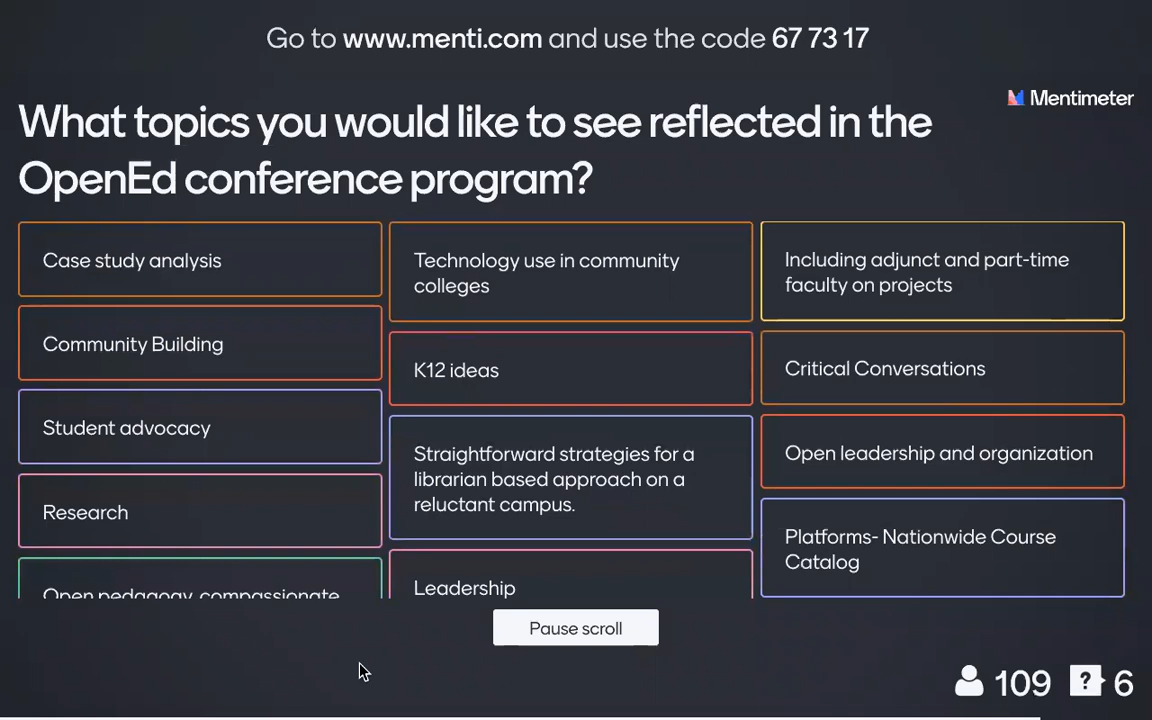 Go to www.menti.com and use the code 67 73 17
Mentimeter
What topics you would like to see reflected in the
OpenEd conference program?
Case study analysis
Community Building
Student advocacy
Research
Open pedagogy, compassionate
Technology use in community
colleges
K12 ideas
Straightforward strategies for a
librarian based approach on a
reluctant campus.
Leadership
Including adjunct and part-time
faculty on projects
Critical Conversations
Open leadership and organization
Platforms- Nationwide Course
Catalog
Pause scroll
109
? 6